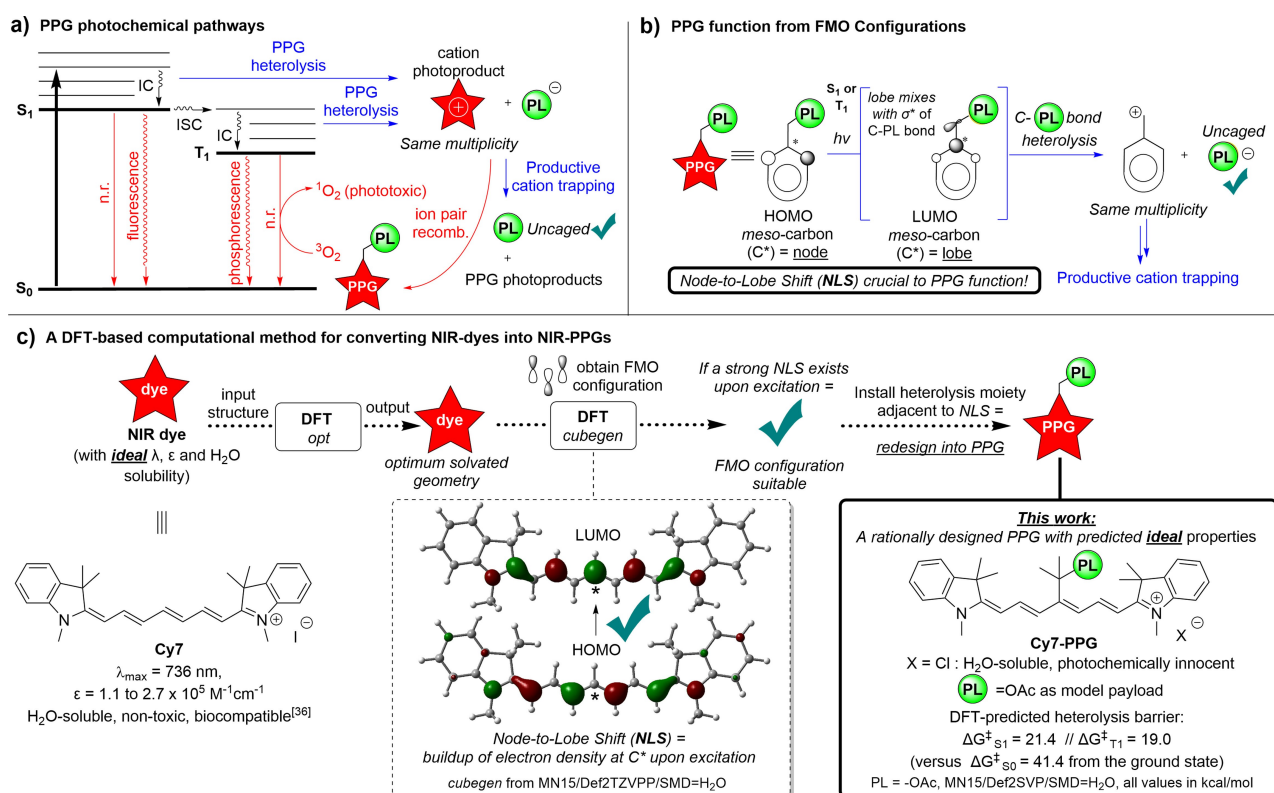 a) PPG photochemical pathways
PPG
heterolysis
cation
photoproduct
IC
PPG
heterolysis
⊕
+
PL ⊖
S1
ISC
IC
Same multiplicity
T1
n.r.
fluorescence
phosphorescence
n.r.
1O2 (phototoxic)
3O2
ion pair
recomb.
Productive
cation trapping
PL Uncaged
+
PPG photoproducts
PL
PPG
S0
b) PPG function from FMO Configurations
PL
PPG
PL
*
HOMO
meso-carbon
(C*) = node
S1 or
T1
hν
lobe mixes
with σ* of
C-PL bond
PL
*
LUMO
meso-carbon
(C*) = lobe
C- PL bond
heterolysis
+
Uncaged
PL ⊖
Same multiplicity
Productive cation trapping
Node-to-Lobe Shift (NLS) crucial to PPG function!
c) A DFT-based computational method for converting NIR-dyes into NIR-PPGs
dye
NIR dye
(with ideal λ, ε and H2O
solubility)
input
structure
DFT
opt
output
dye
optimum solvated
geometry
obtain FMO
configuration
DFT
cubegen
If a strong NLS exists
upon excitation =
FMO configuration
suitable
Install heterolysis moiety
adjacent to NLS =
redesign into PPG
PL
PPG
N
N
⊕
I ⊖
Cy7
λmax = 736 nm,
ε = 1.1 to 2.7 x 10⁵ M⁻¹cm⁻¹
H2O-soluble, non-toxic, biocompatible[36]
LUMO
*
HOMO
*
Node-to-Lobe Shift (NLS) =
buildup of electron density at C* upon excitation
cubegen from MN15/Def2TZVPP/SMD=H2O
This work:
A rationally designed PPG with predicted ideal properties
PL
N
N
⊕
X ⊖
Cy7-PPG
X = Cl : H2O-soluble, photochemically innocent
PL =OAc as model payload
DFT-predicted heterolysis barrier:
ΔG‡S1 = 21.4 // ΔG‡T1 = 19.0
(versus ΔG‡S0 = 41.4 from the ground state)
PL = -OAc, MN15/Def2SVP/SMD=H2O, all values in kcal/mol